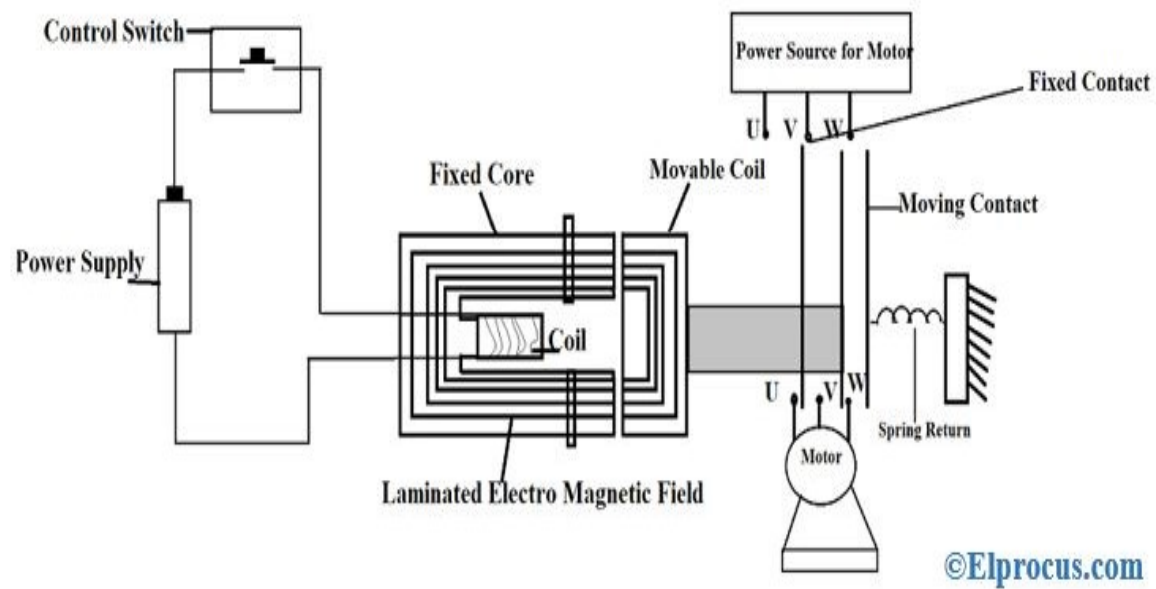 Control Switch
Power Source for Motor
Fixed Contact
U V W
Fixed Core
Movable Coil
Moving Contact
Power Supply
Coil
U V W
Spring Return
Motor
Laminated Electro Magnetic Field
©Elprocus.com